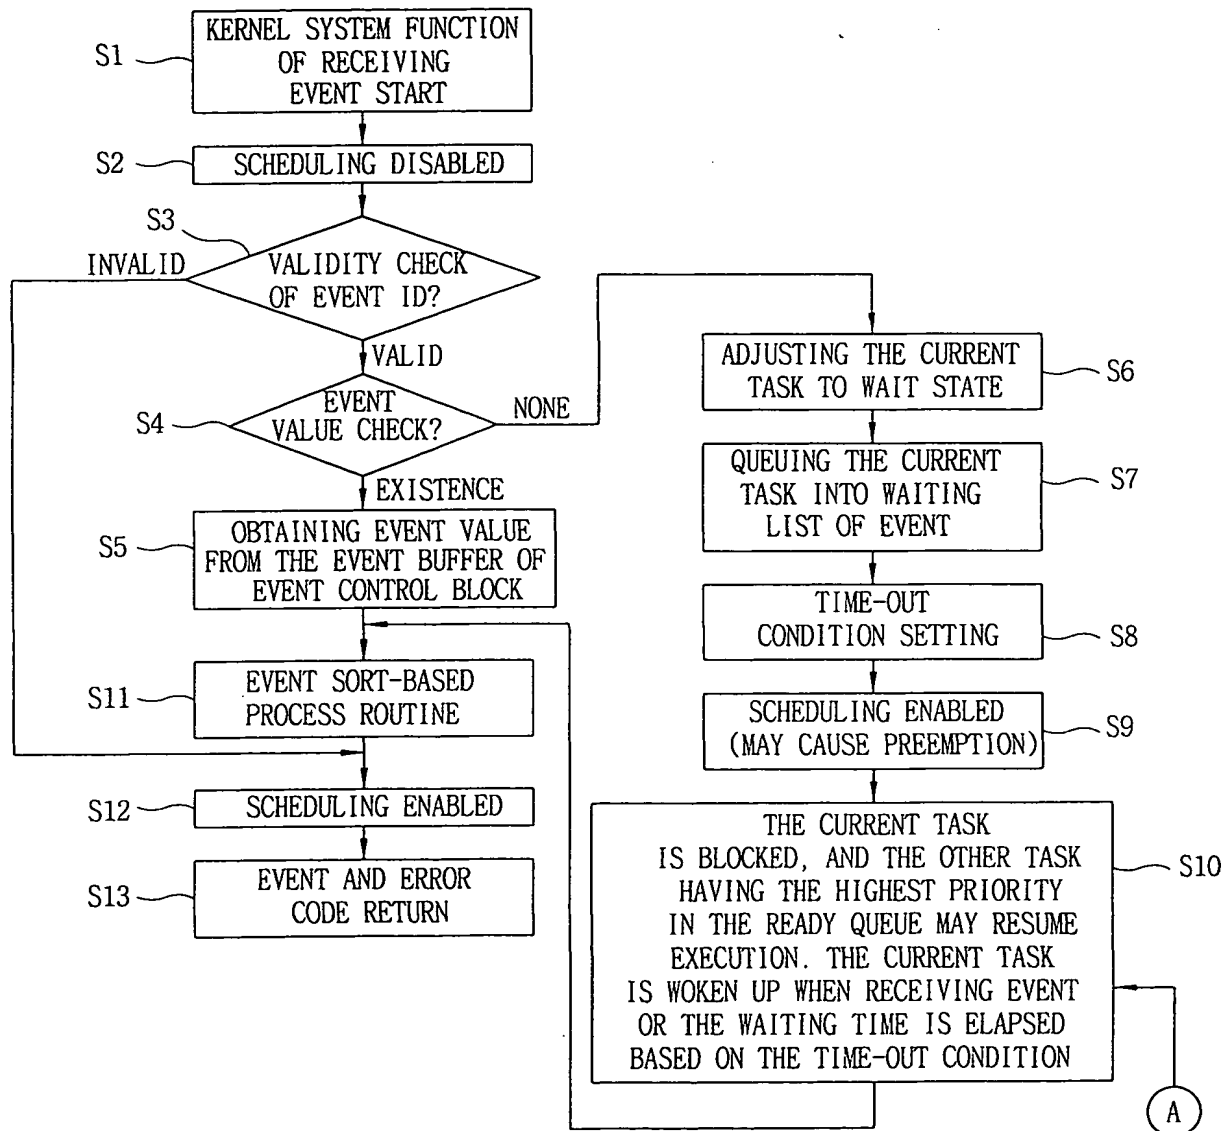 S1
KERNEL SYSTEM FUNCTION
OF RECEIVING
EVENT START
S2
SCHEDULING DISABLED
S3
INVALID
VALIDITY CHECK
OF EVENT ID?
VALID
S4
EVENT
VALUE CHECK?
NONE
EXISTENCE
S5
OBTAINING EVENT VALUE
FROM THE EVENT BUFFER OF
EVENT CONTROL BLOCK
S11
EVENT SORT-BASED
PROCESS ROUTINE
S12
SCHEDULING ENABLED
S13
EVENT AND ERROR
CODE RETURN
ADJUSTING THE CURRENT
TASK TO WAIT STATE
S6
QUEUING THE CURRENT
TASK INTO WAITING
LIST OF EVENT
S7
TIME-OUT
CONDITION SETTING
S8
SCHEDULING ENABLED
(MAY CAUSE PREEMPTION)
S9
THE CURRENT TASK
IS BLOCKED, AND THE OTHER TASK
HAVING THE HIGHEST PRIORITY
IN THE READY QUEUE MAY RESUME
EXECUTION. THE CURRENT TASK
IS WOKEN UP WHEN RECEIVING EVENT
OR THE WAITING TIME IS ELAPSED
BASED ON THE TIME-OUT CONDITION
S10
A